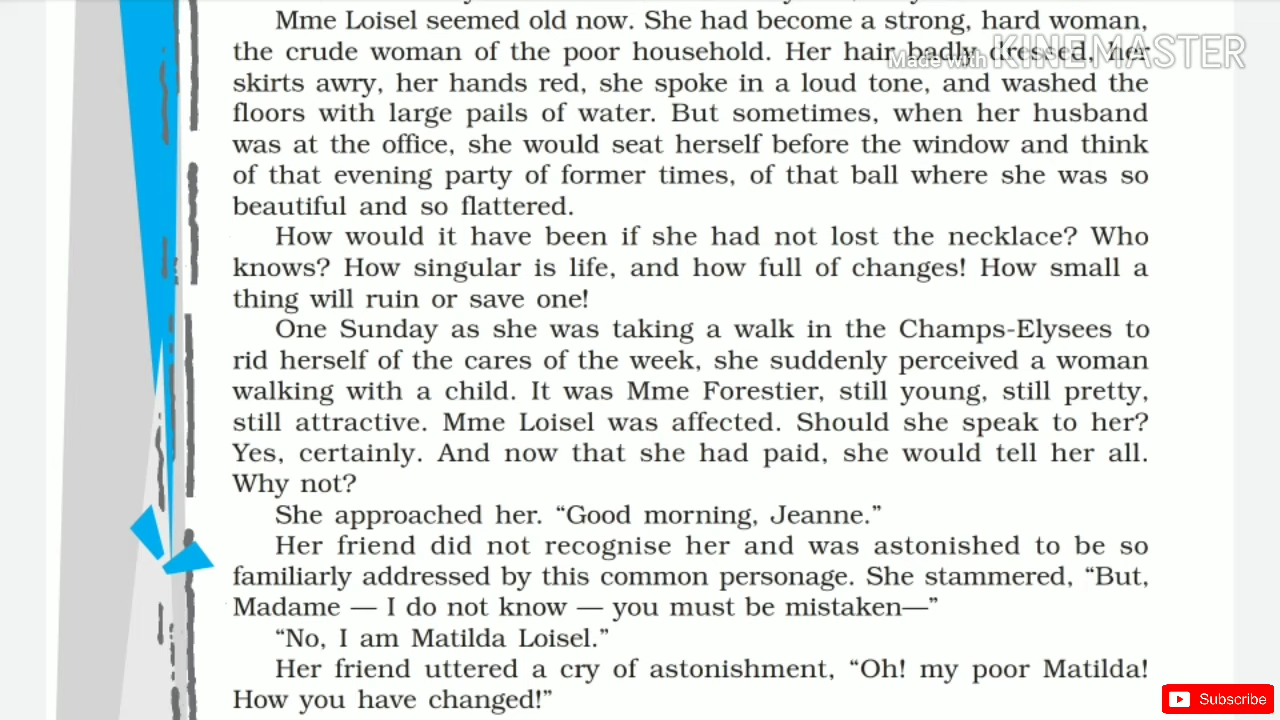 Mme Loisel seemed old now. She had become a strong, hard woman,
the crude woman of the poor household. Her hair badly dressed, her
Made with KINEMASTER
skirts awry, her hands red, she spoke in a loud tone, and washed the
floors with large pails of water. But sometimes, when her husband
was at the office, she would seat herself before the window and think
of that evening party of former times, of that ball where she was so
beautiful and so flattered.
How would it have been if she had not lost the necklace? Who
knows? How singular is life, and how full of changes! How small a
thing will ruin or save one!
One Sunday as she was taking a walk in the Champs-Elysees to
rid herself of the cares of the week, she suddenly perceived a woman
walking with a child. It was Mme Forestier, still young, still pretty,
still attractive. Mme Loisel was affected. Should she speak to her?
Yes, certainly. And now that she had paid, she would tell her all.
Why not?
She approached her. “Good morning, Jeanne.”
Her friend did not recognise her and was astonished to be so
familiarly addressed by this common personage. She stammered, “But,
Madame — I do not know — you must be mistaken—”
“No, I am Matilda Loisel.”
Her friend uttered a cry of astonishment, “Oh! my poor Matilda!
How you have changed!”
Subscribe